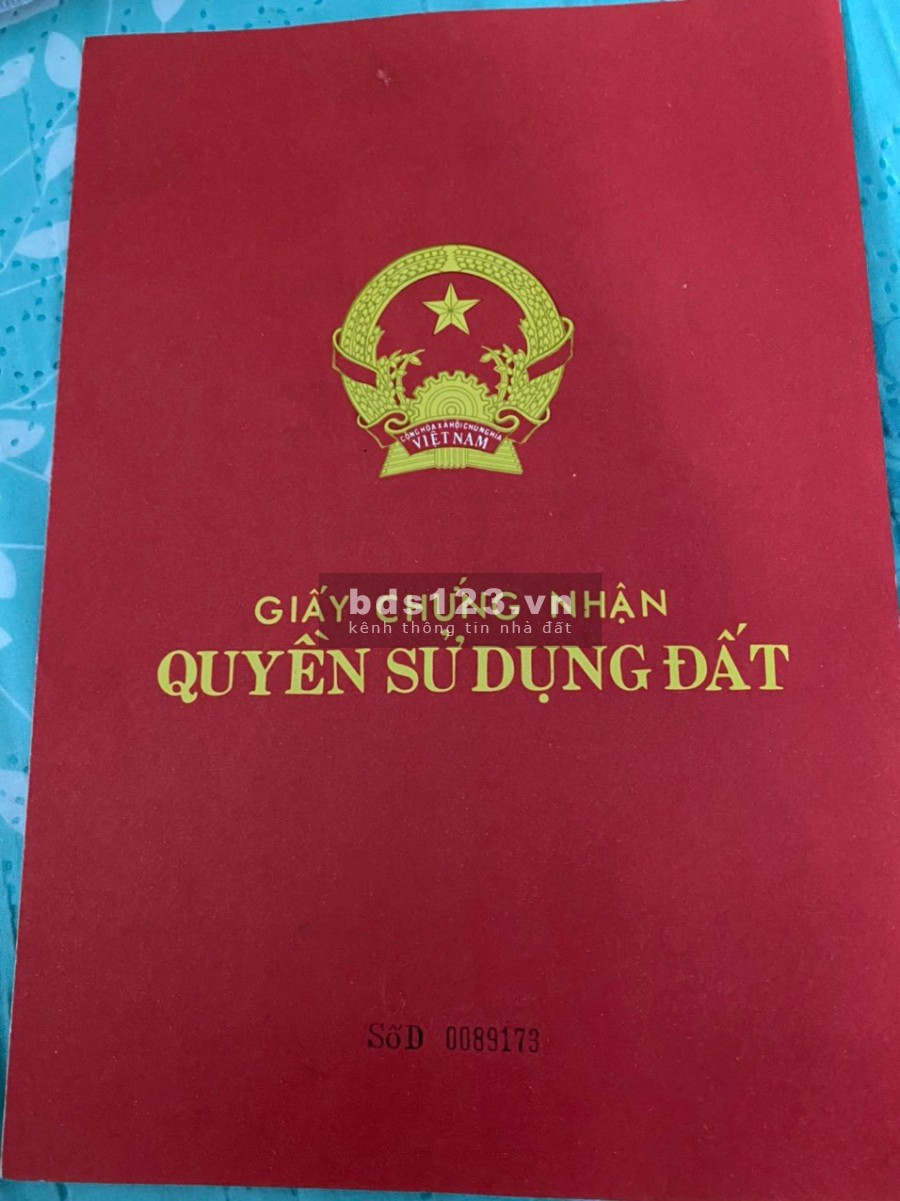 CỘNG HÒA XÃ HỘI CHỦ NGHĨA
VIỆT NAM
GIẤY CHỨNG NHẬN
bds123.vn
kênh thông tin nhà đất
QUYỀN SỬ DỤNG ĐẤT
Số D 0089173